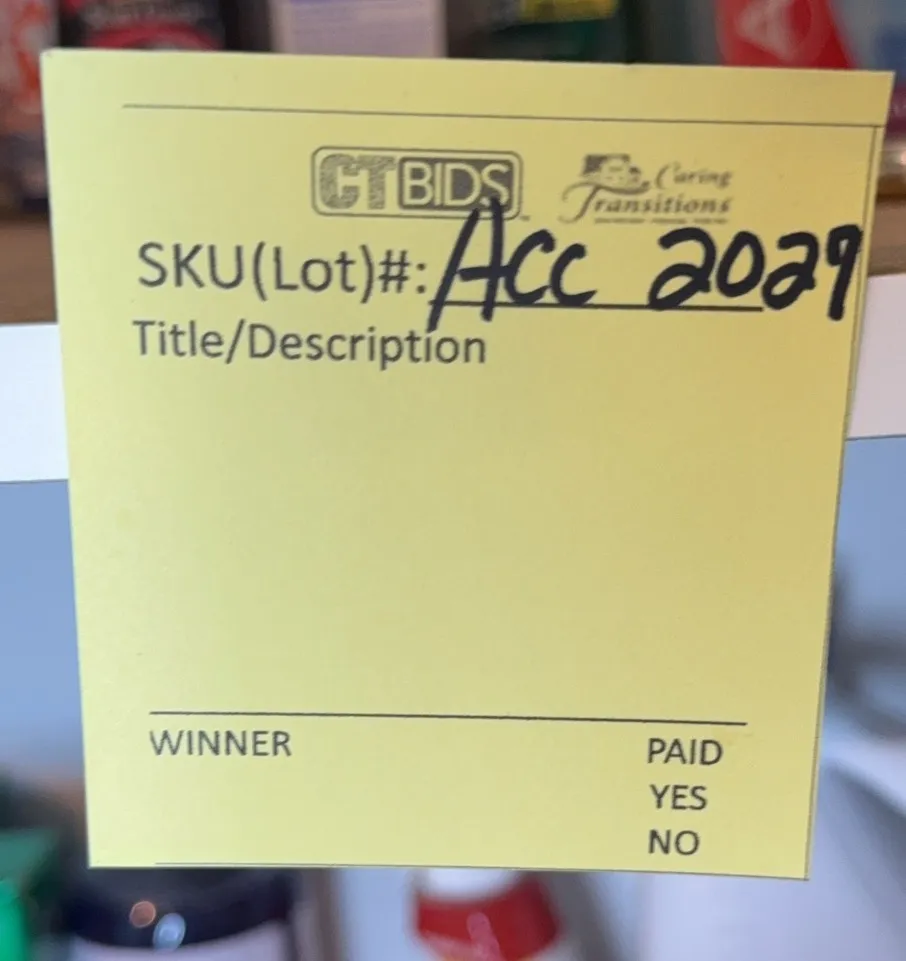 CTBIDS Caring Transitions
SKU(Lot)#: Acc 2029
Title/Description
WINNER PAID
YES
NO